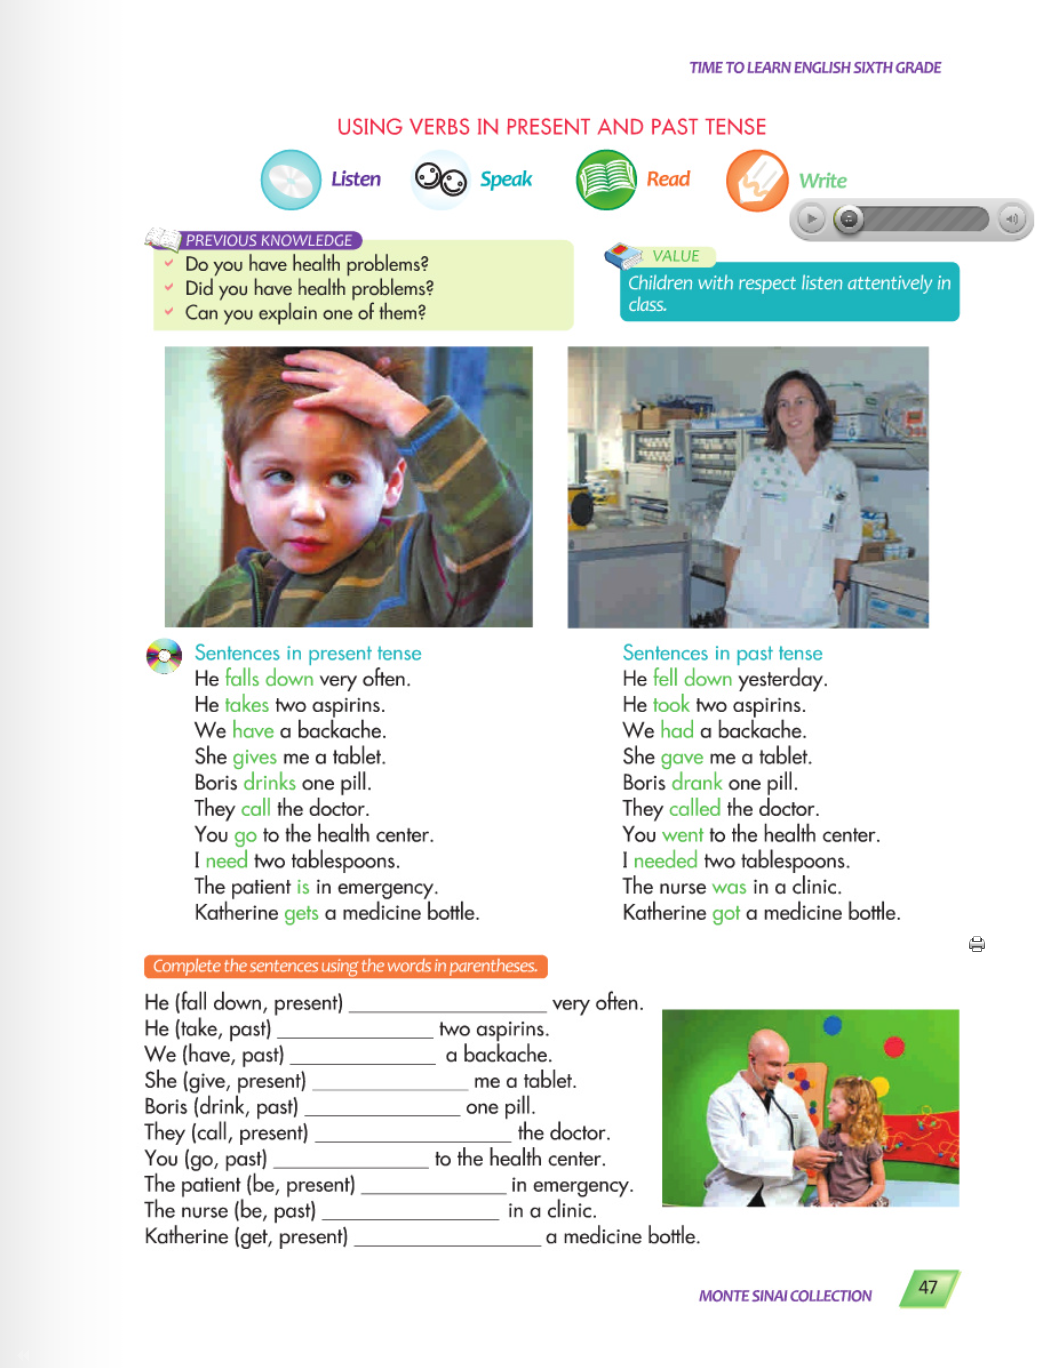 TIME TO LEARN ENGLISH SIXTH GRADE
USING VERBS IN PRESENT AND PAST TENSE
Listen
Speak
Read
Write
PREVIOUS KNOWLEDGE
Do you have health problems?
Did you have health problems?
Can you explain one of them?
VALUE
Children with respect listen attentively in
class.
Sentences in present tense
He falls down very often.
He takes two aspirins.
We have a backache.
She gives me a tablet.
Boris drinks one pill.
They call the doctor.
You go to the health center.
I need two tablespoons.
The patient is in emergency.
Katherine gets a medicine bottle.
Sentences in past tense
He fell down yesterday.
He took two aspirins.
We had a backache.
She gave me a tablet.
Boris drank one pill.
They called the doctor.
You went to the health center.
I needed two tablespoons.
The nurse was in a clinic.
Katherine got a medicine bottle.
Complete the sentences using the words in parentheses.
He (fall down, present) ____________________ very often.
He (take, past) ________________ two aspirins.
We (have, past) _______________ a backache.
She (give, present) ________________ me a tablet.
Boris (drink, past) ________________ one pill.
They (call, present) ____________________ the doctor.
You (go, past) ________________ to the health center.
The patient (be, present) _______________ in emergency.
The nurse (be, past) __________________ in a clinic.
Katherine (get, present) ___________________ a medicine bottle.
MONTE SINAI COLLECTION
47